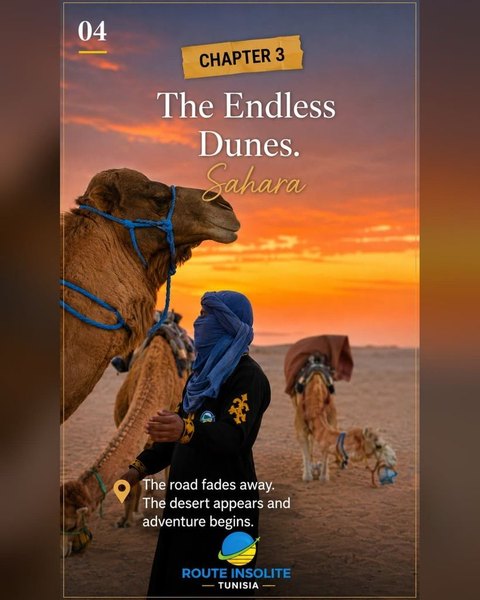 04
CHAPTER 3
The Endless
Dunes.
Sahara
The road fades away.
The desert appears and
adventure begins.
ROUTE INSOLITE
TUNISIA